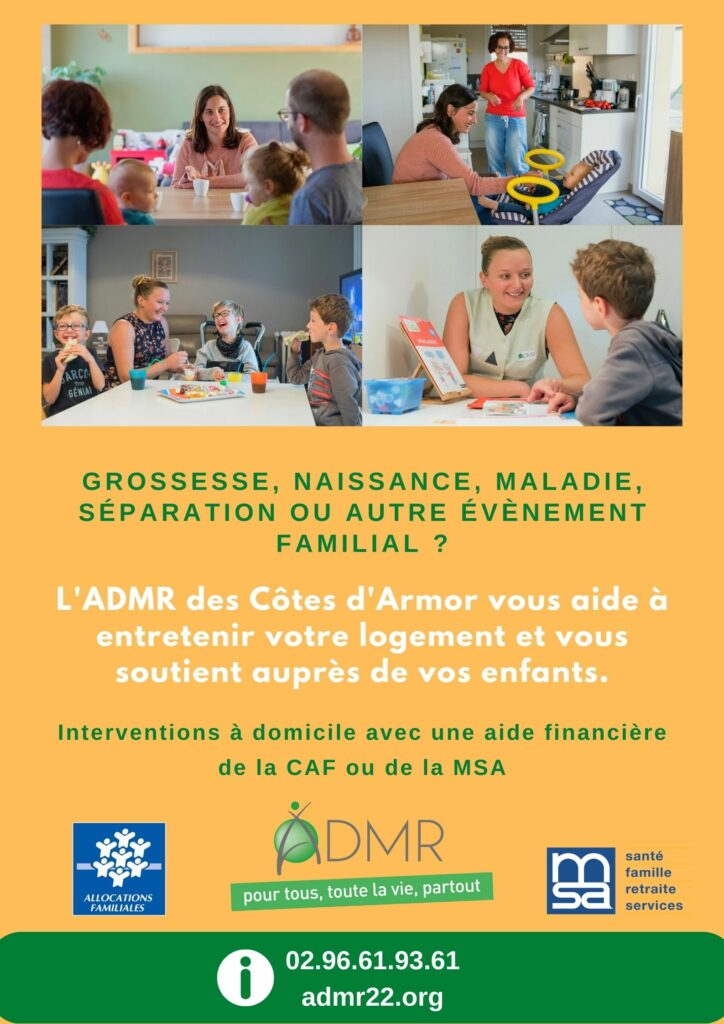 GARÇON
GÉNIAL
GROSSESSE, NAISSANCE, MALADIE,
SÉPARATION OU AUTRE ÉVÈNEMENT
FAMILIAL ?
L'ADMR des Côtes d'Armor vous aide à
entretenir votre logement et vous
soutient auprès de vos enfants.
Interventions à domicile avec une aide financière
de la CAF ou de la MSA
ALLOCATIONS
FAMILIALES
ADMR
pour tous, toute la vie, partout
msa
santé
famille
retraite
services
i
02.96.61.93.61
admr22.org